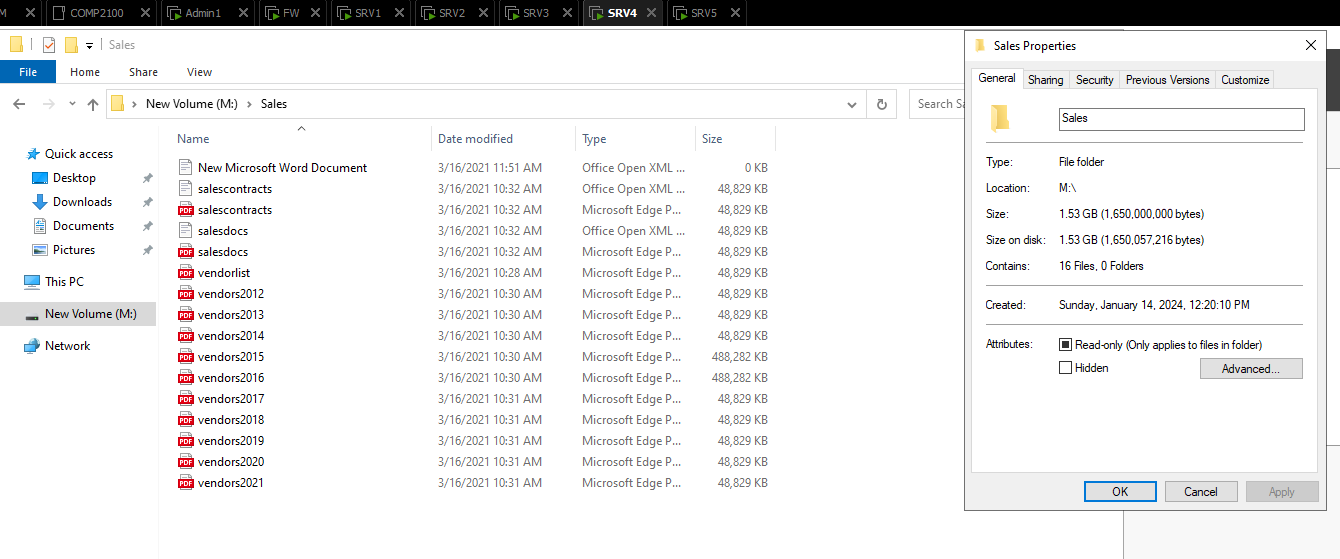 M COMP2100 Admin1 FW SRV1 SRV2 SRV3 SRV4 SRV5
Sales
File Home Share View
New Volume (M:) Sales
Search Sa
Name Date modified Type Size
Quick access
Desktop
Downloads
Documents
Pictures
This PC
New Volume (M:)
Network
New Microsoft Word Document 3/16/2021 11:51 AM Office Open XML ... 0 KB
salescontracts 3/16/2021 10:32 AM Office Open XML ... 48,829 KB
PDF salescontracts 3/16/2021 10:32 AM Microsoft Edge P... 48,829 KB
salesdocs 3/16/2021 10:32 AM Office Open XML ... 48,829 KB
PDF salesdocs 3/16/2021 10:32 AM Microsoft Edge P... 48,829 KB
PDF vendorlist 3/16/2021 10:28 AM Microsoft Edge P... 48,829 KB
PDF vendors2012 3/16/2021 10:30 AM Microsoft Edge P... 48,829 KB
PDF vendors2013 3/16/2021 10:30 AM Microsoft Edge P... 48,829 KB
PDF vendors2014 3/16/2021 10:30 AM Microsoft Edge P... 48,829 KB
PDF vendors2015 3/16/2021 10:30 AM Microsoft Edge P... 488,282 KB
PDF vendors2016 3/16/2021 10:30 AM Microsoft Edge P... 488,282 KB
PDF vendors2017 3/16/2021 10:31 AM Microsoft Edge P... 48,829 KB
PDF vendors2018 3/16/2021 10:31 AM Microsoft Edge P... 48,829 KB
PDF vendors2019 3/16/2021 10:31 AM Microsoft Edge P... 48,829 KB
PDF vendors2020 3/16/2021 10:31 AM Microsoft Edge P... 48,829 KB
PDF vendors2021 3/16/2021 10:31 AM Microsoft Edge P... 48,829 KB
Sales Properties
General Sharing Security Previous Versions Customize
Sales
Type: File folder
Location: M:\
Size: 1.53 GB (1,650,000,000 bytes)
Size on disk: 1.53 GB (1,650,057,216 bytes)
Contains: 16 Files, 0 Folders
Created: Sunday, January 14, 2024, 12:20:10 PM
Attributes: Read-only (Only applies to files in folder)
Hidden Advanced...
OK Cancel Apply